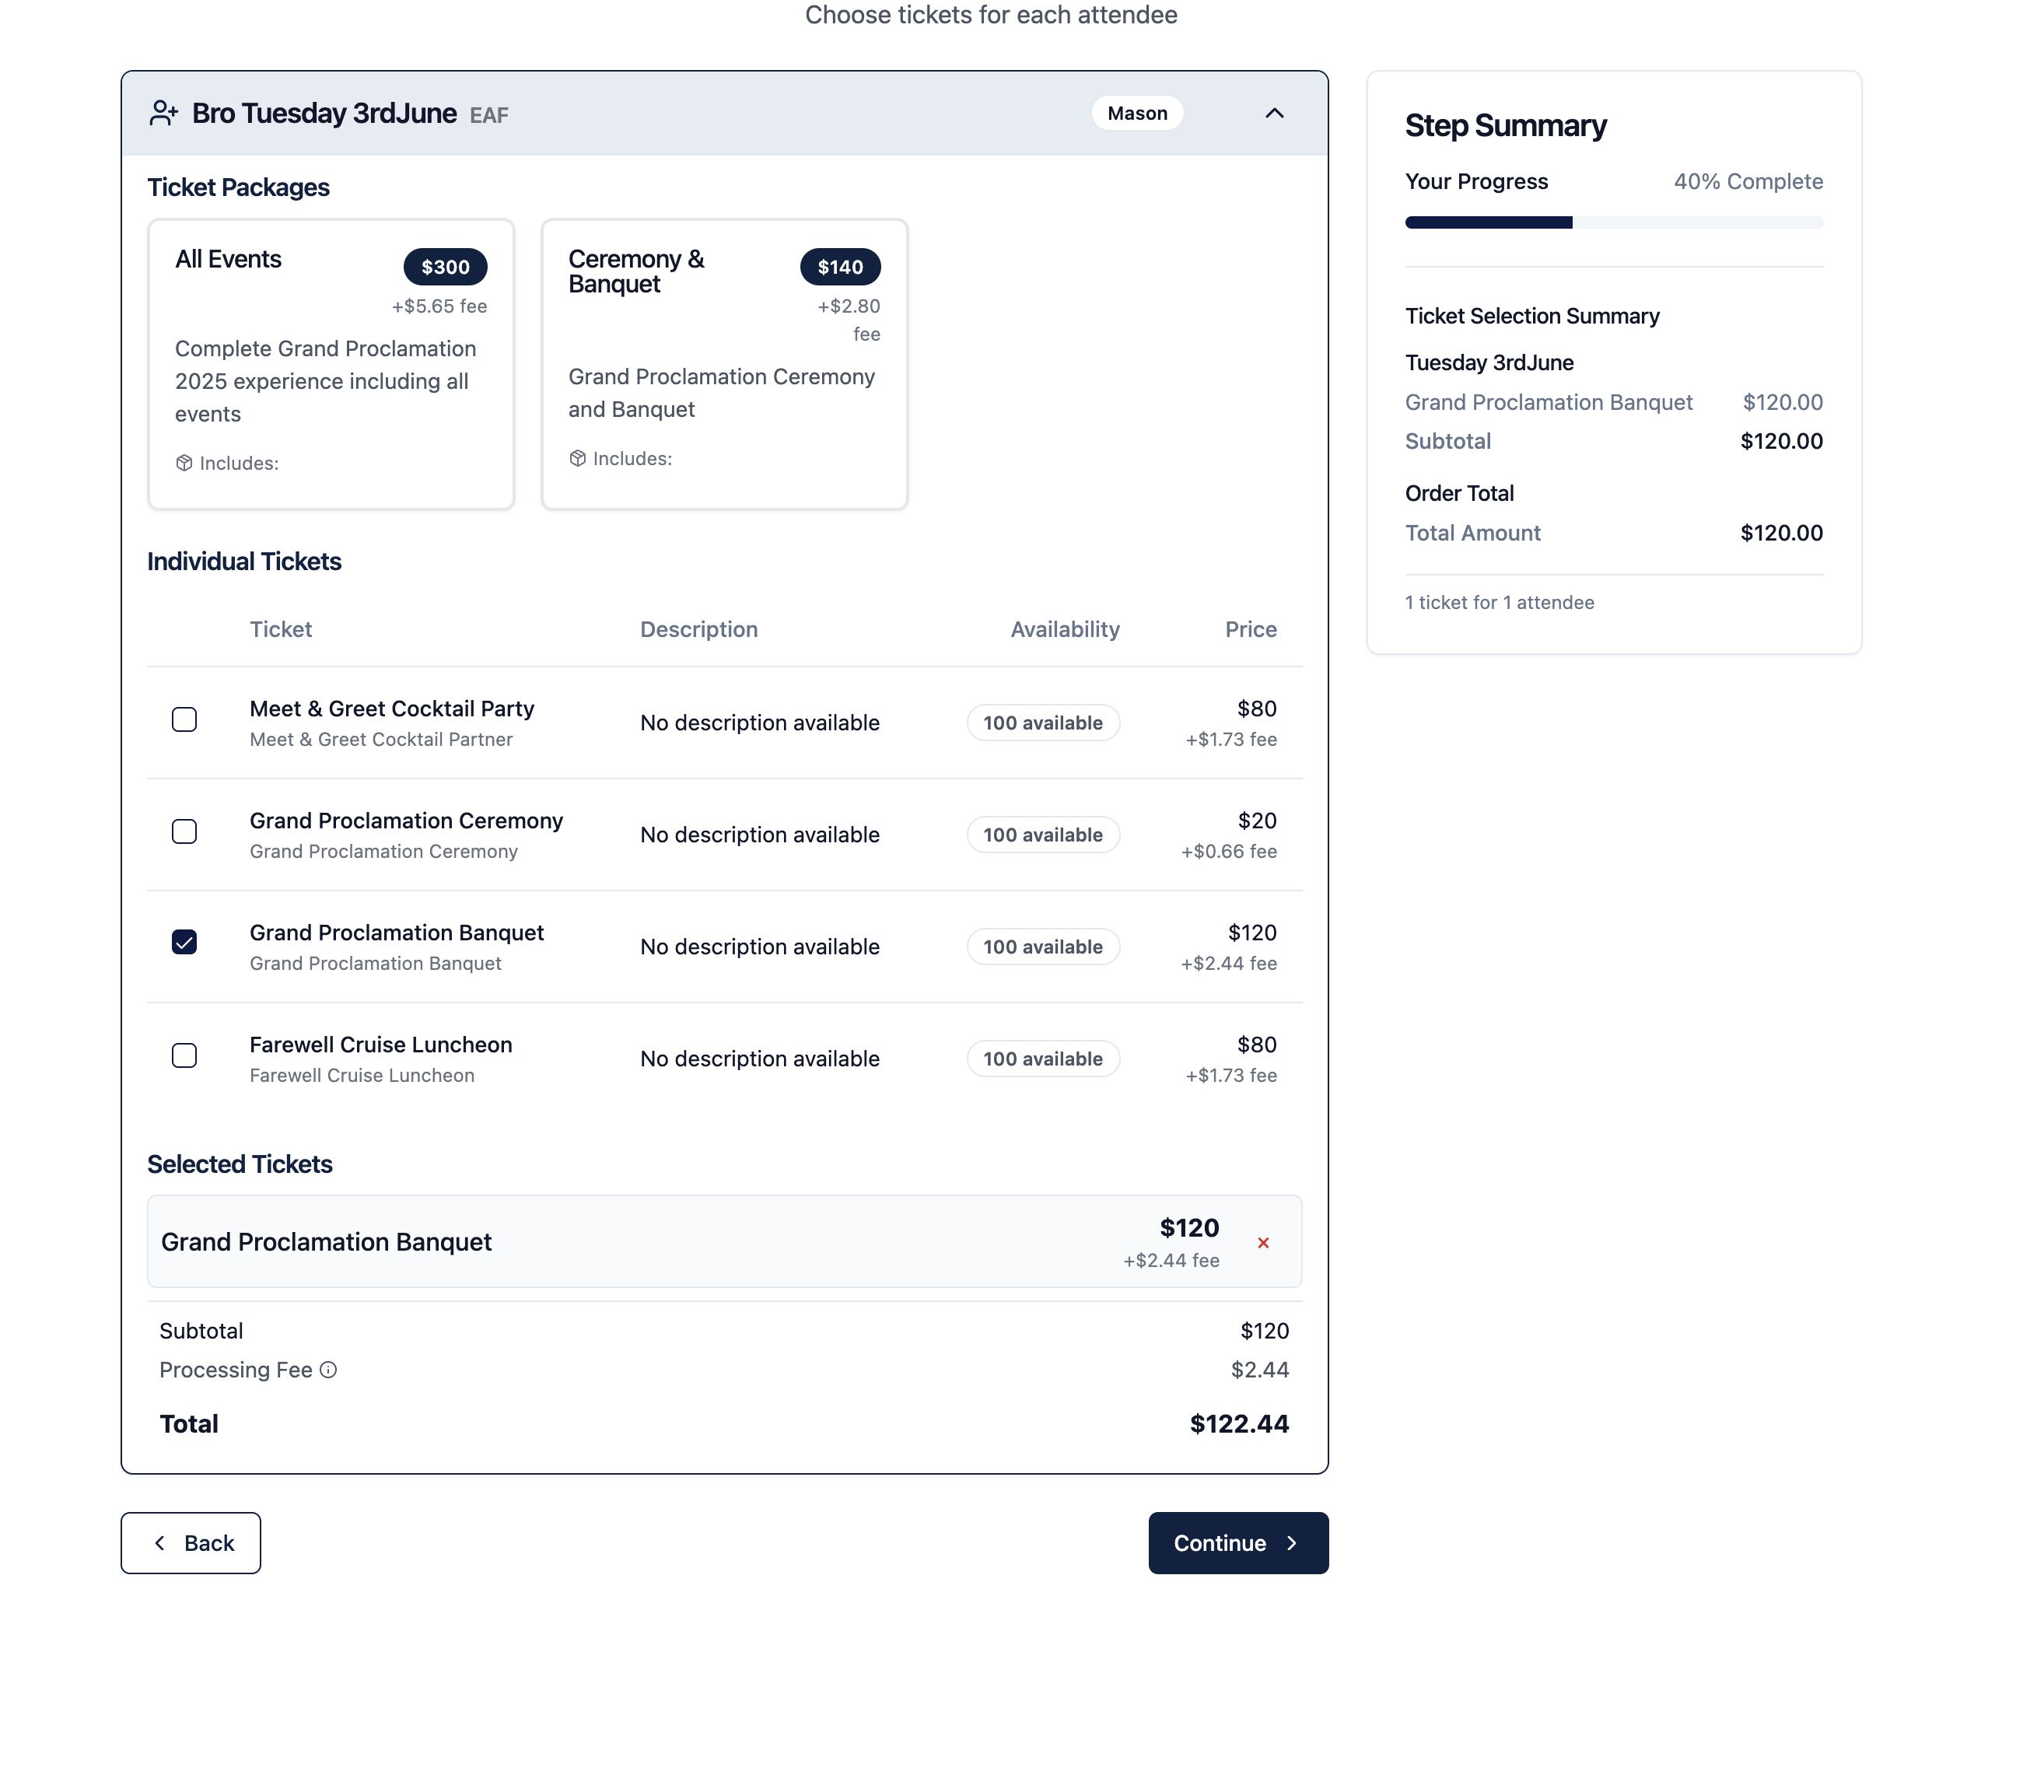 Choose tickets for each attendee
Bro Tuesday 3rdJune EAF
Mason
Ticket Packages
All Events
$300
+$5.65 fee
Complete Grand Proclamation
2025 experience including all
events
Includes:
Ceremony &
Banquet
$140
+$2.80
fee
Grand Proclamation Ceremony
and Banquet
Includes:
Individual Tickets
Ticket Description Availability Price
Meet & Greet Cocktail Party
Meet & Greet Cocktail Partner
No description available
100 available
$80
+$1.73 fee
Grand Proclamation Ceremony
Grand Proclamation Ceremony
No description available
100 available
$20
+$0.66 fee
Grand Proclamation Banquet
Grand Proclamation Banquet
No description available
100 available
$120
+$2.44 fee
Farewell Cruise Luncheon
Farewell Cruise Luncheon
No description available
100 available
$80
+$1.73 fee
Selected Tickets
Grand Proclamation Banquet
$120
+$2.44 fee
Subtotal $120
Processing Fee $2.44
Total $122.44
Back
Continue
Step Summary
Your Progress 40% Complete
Ticket Selection Summary
Tuesday 3rdJune
Grand Proclamation Banquet $120.00
Subtotal $120.00
Order Total
Total Amount $120.00
1 ticket for 1 attendee